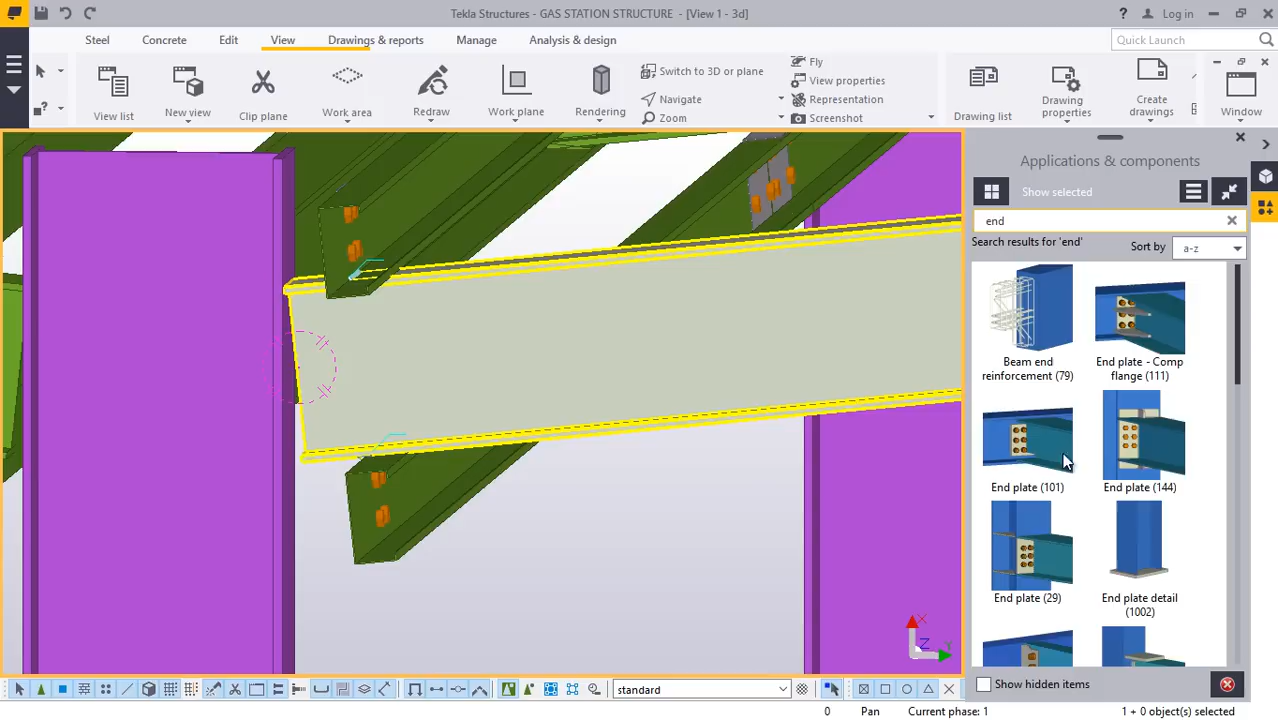 Tekla Structures - GAS STATION STRUCTURE - [View 1 - 3d]
? Log in
Steel Concrete Edit View Drawings & reports Manage Analysis & design
Quick Launch
View list
New view
Clip plane
Work area
Redraw
Work plane
Rendering
Switch to 3D or plane
Navigate
Zoom
Fly
View properties
Representation
Screenshot
Drawing list
Drawing
properties
Create
drawings
Window
Applications & components
Show selected
end
Search results for 'end'
Sort by a-z
Beam end
reinforcement (79)
End plate - Comp
flange (111)
End plate (101)
End plate (144)
End plate (29)
End plate detail
(1002)
X
Z
Y
Show hidden items
standard
0 Pan Current phase: 1 1 + 0 object(s) selected